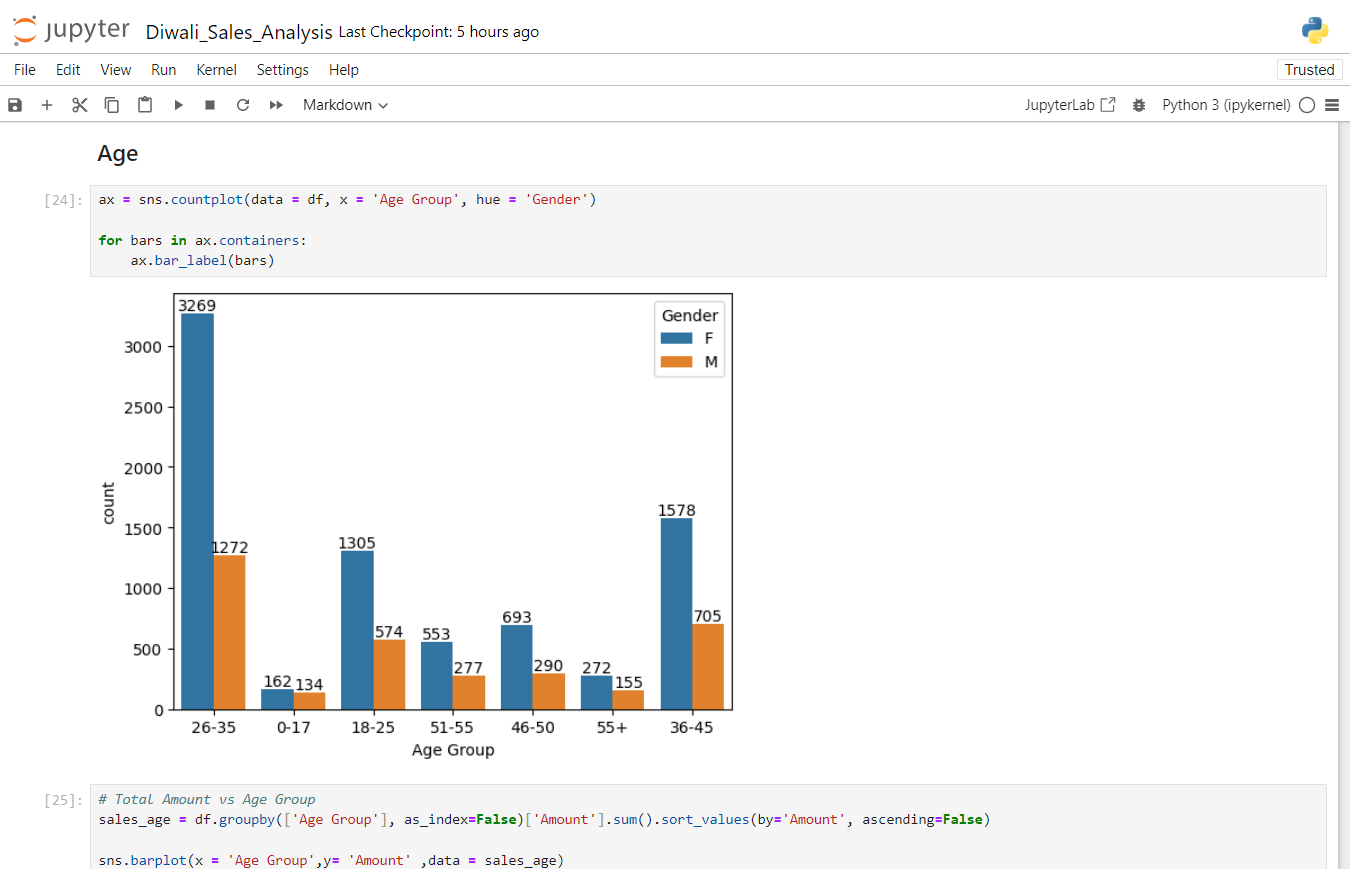 jupyter Diwali_Sales_Analysis Last Checkpoint: 5 hours ago
File Edit View Run Kernel Settings Help Trusted
Markdown JupyterLab Python 3 (ipykernel)
Age
[24]: ax = sns.countplot(data = df, x = 'Age Group', hue = 'Gender')
for bars in ax.containers:
    ax.bar_label(bars)
3269
Gender
F
M
3000
2500
2000
1500
1000
500
0
count
1272
162 134
1305
574
553
277
693
290
272
155
1578
705
26-35 0-17 18-25 51-55 46-50 55+ 36-45
Age Group
[25]: # Total Amount vs Age Group
sales_age = df.groupby(['Age Group'], as_index=False)['Amount'].sum().sort_values(by='Amount', ascending=False)
sns.barplot(x = 'Age Group',y= 'Amount' ,data = sales_age)